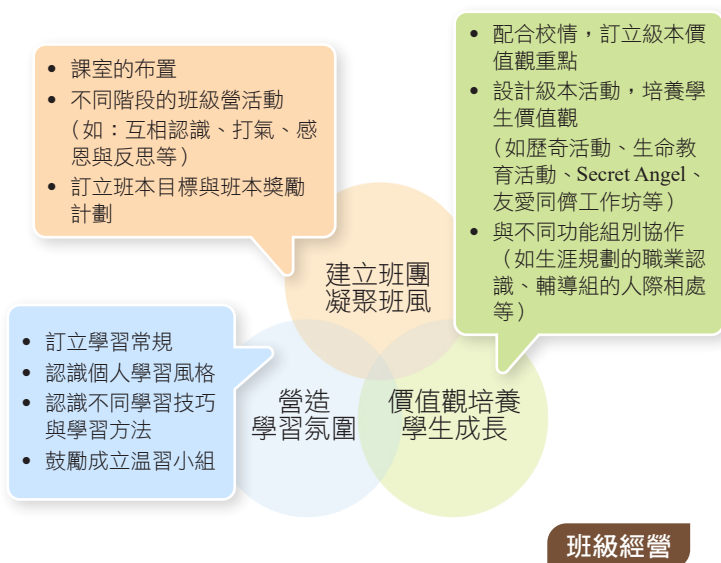 • 課室的布置
• 不同階段的班級營活動
（如：互相認識、打氣、感
恩與反思等）
• 訂立班本目標與班本獎勵
計劃
• 配合校情，訂立級本價
值觀重點
• 設計級本活動，培養學
生價值觀
（如歷奇活動、生命教
育活動、Secret Angel、
友愛同儕工作坊等）
• 與不同功能組別協作
（如生涯規劃的職業認
識、輔導組的人際相處
等）
建立班團
凝聚班風
• 訂立學習常規
• 認識個人學習風格
• 認識不同學習技巧
與學習方法
• 鼓勵成立温習小組
營造
學習氛圍
價值觀培養
學生成長
班級經營